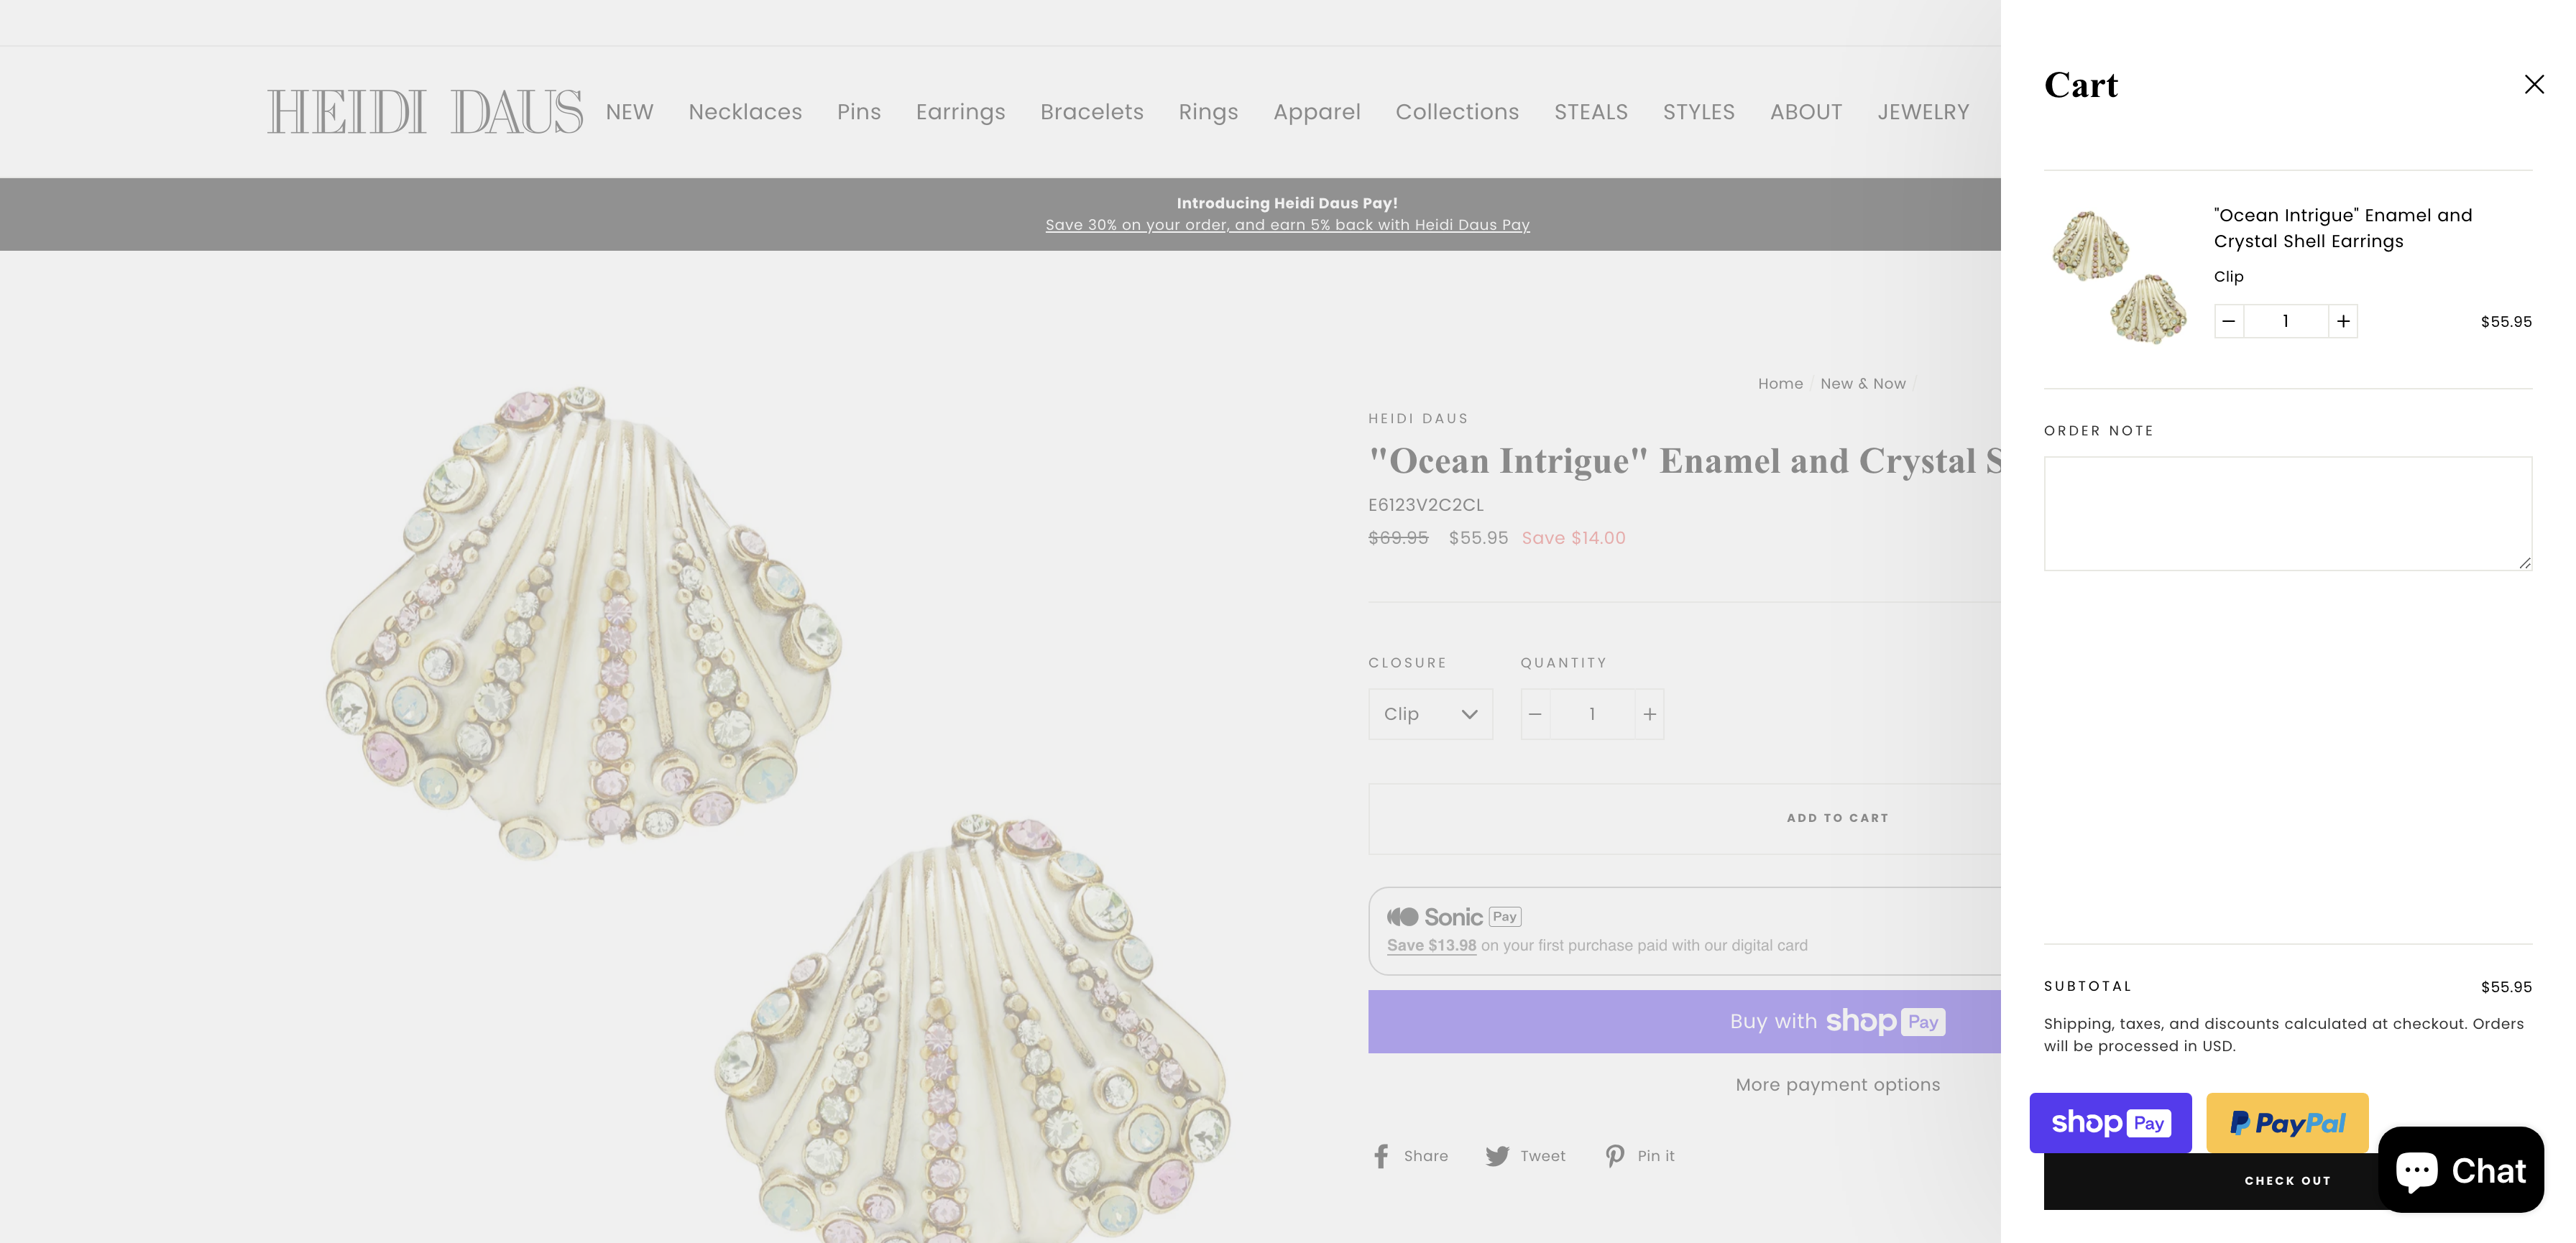 HEIDI DAUS
NEW Necklaces Pins Earrings Bracelets Rings Apparel Collections STEALS STYLES ABOUT JEWELRY
Introducing Heidi Daus Pay!
Save 30% on your order, and earn 5% back with Heidi Daus Pay
Home / New & Now /
HEIDI DAUS
"Ocean Intrigue" Enamel and Crystal S
E6123V2C2CL
$69.95 $55.95 Save $14.00
CLOSURE QUANTITY
Clip 1
ADD TO CART
Sonic Pay
Save $13.98 on your first purchase paid with our digital card
Buy with shop Pay
More payment options
Share Tweet Pin it
Cart
"Ocean Intrigue" Enamel and
Crystal Shell Earrings
Clip
1 $55.95
ORDER NOTE
SUBTOTAL $55.95
Shipping, taxes, and discounts calculated at checkout. Orders
will be processed in USD.
shop Pay PayPal
CHECK OUT
Chat